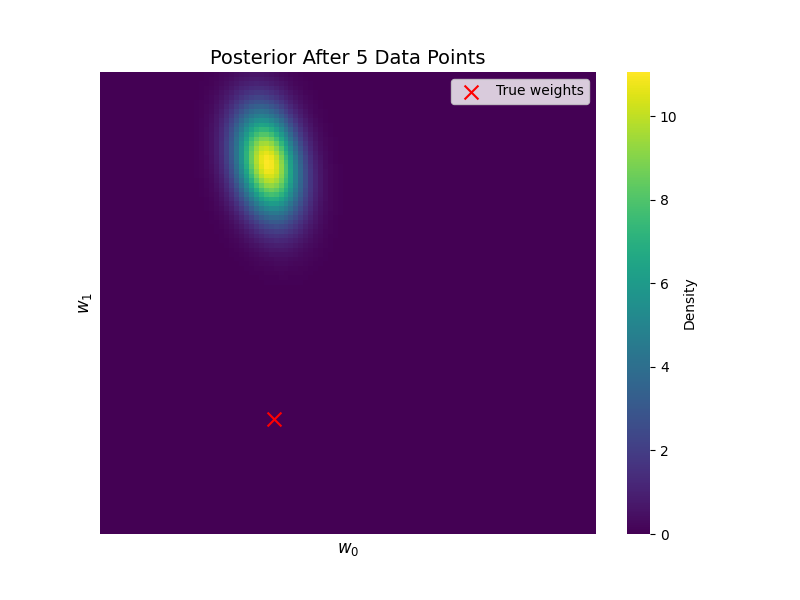 Posterior After 5 Data Points
True weights
w₁
w₀
10
8
6
4
2
0
Density